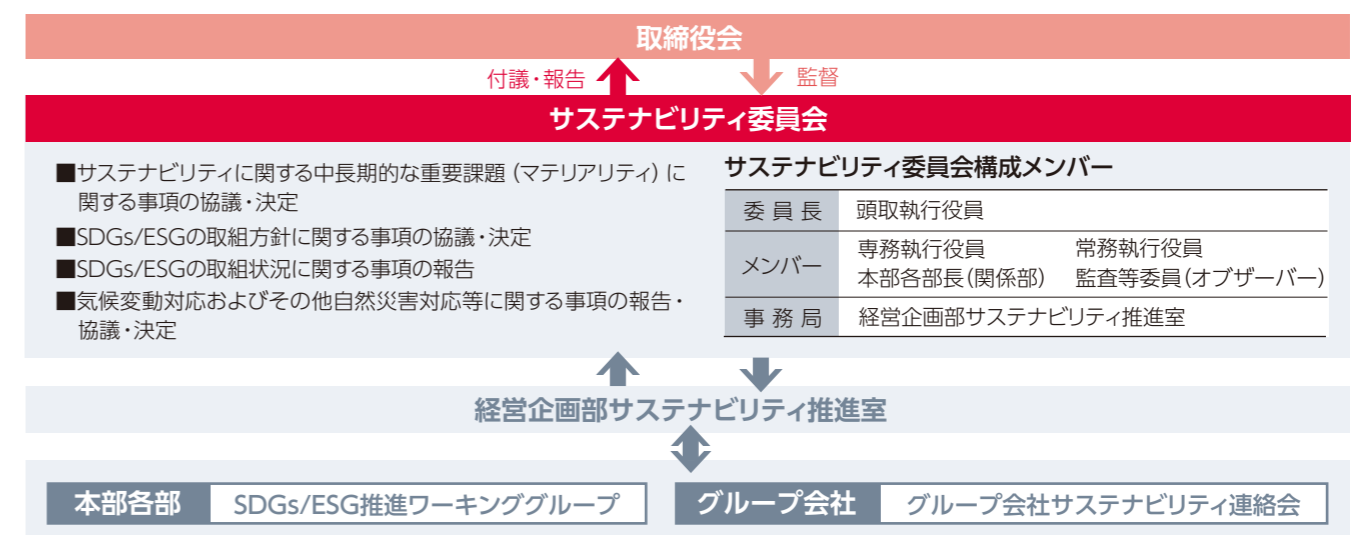 取締役会
付議・報告
監督
サステナビリティ委員会
■サステナビリティに関する中長期的な重要課題（マテリアリティ）に
関する事項の協議・決定
■SDGs/ESGの取組方針に関する事項の協議・決定
■SDGs/ESGの取組状況に関する事項の報告
■気候変動対応およびその他自然災害対応等に関する事項の報告・
協議・決定
サステナビリティ委員会構成メンバー
委員長 頭取執行役員
メンバー 専務執行役員 常務執行役員
本部各部長（関係部） 監査等委員（オブザーバー）
事務局 経営企画部サステナビリティ推進室
経営企画部サステナビリティ推進室
本部各部 SDGs/ESG推進ワーキンググループ
グループ会社 グループ会社サステナビリティ連絡会